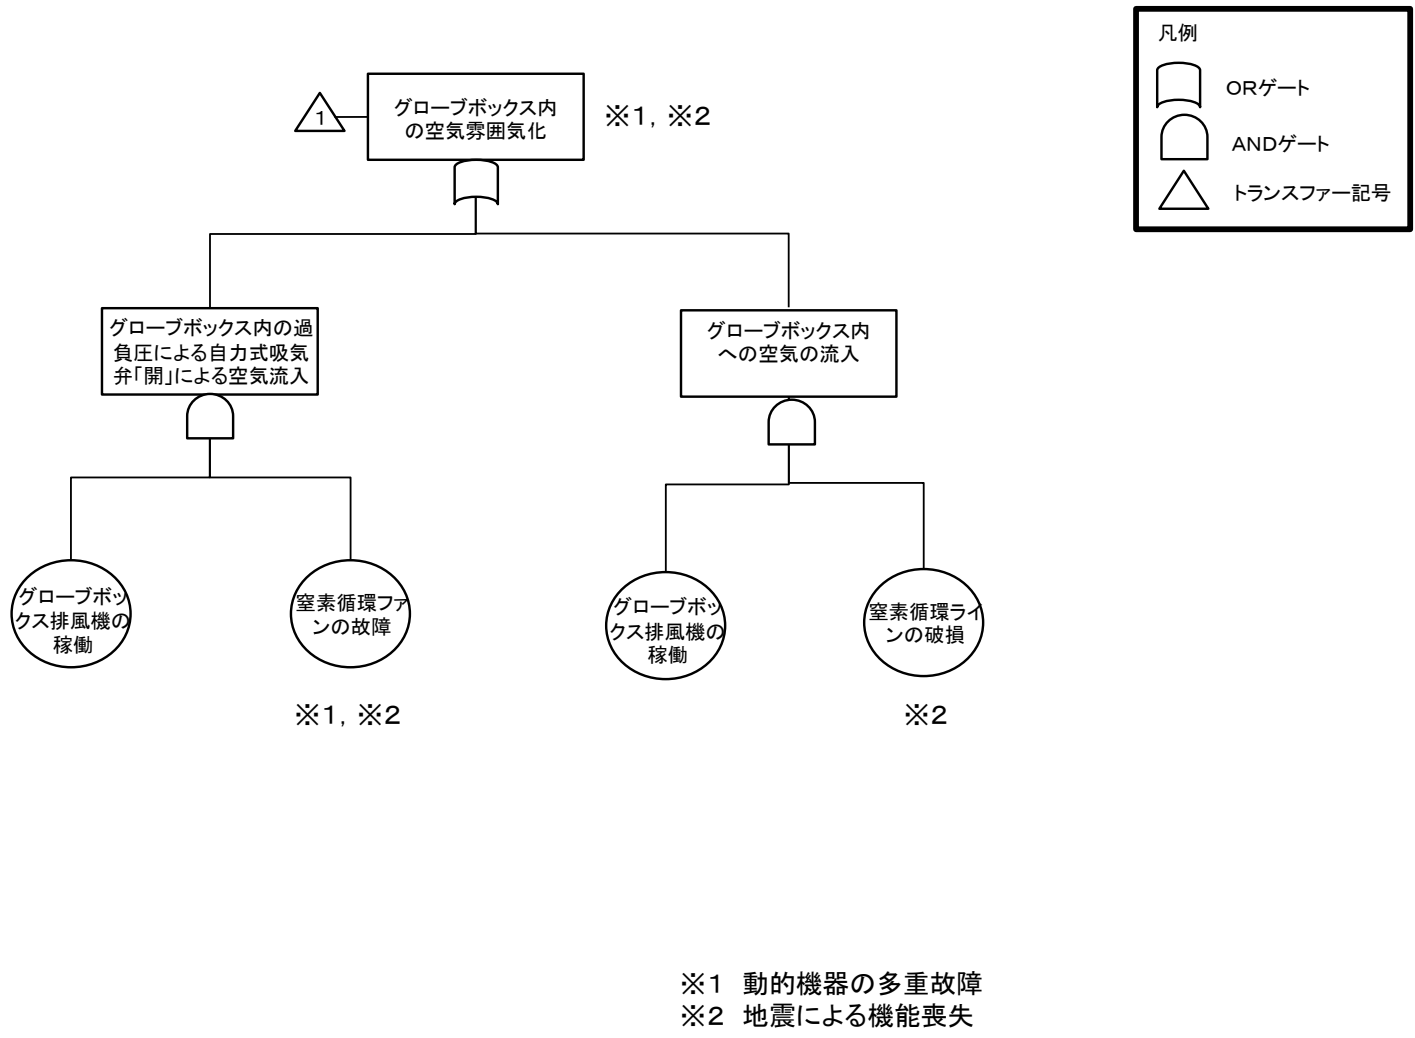 凡例
ORゲート
ANDゲート
トランスファー記号
1
グローブボックス内
の空気雰囲気化
※1, ※2
グローブボックス内の過
負圧による自力式吸気
弁「開」による空気流入
グローブボックス内
への空気の流入
グローブボッ
クス排風機の
稼働
窒素循環ファ
ンの故障
グローブボッ
クス排風機の
稼働
窒素循環ライ
ンの破損
※1, ※2
※2
※1 動的機器の多重故障
※2 地震による機能喪失